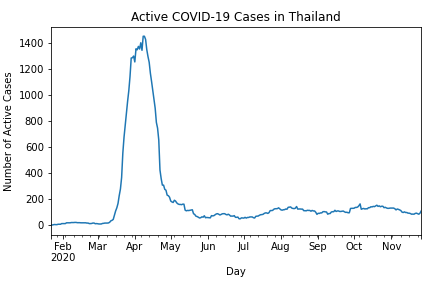 Active COVID-19 Cases in Thailand
Number of Active Cases
1400
1200
1000
800
600
400
200
0
Feb Mar Apr May Jun Jul Aug Sep Oct Nov
2020
Day